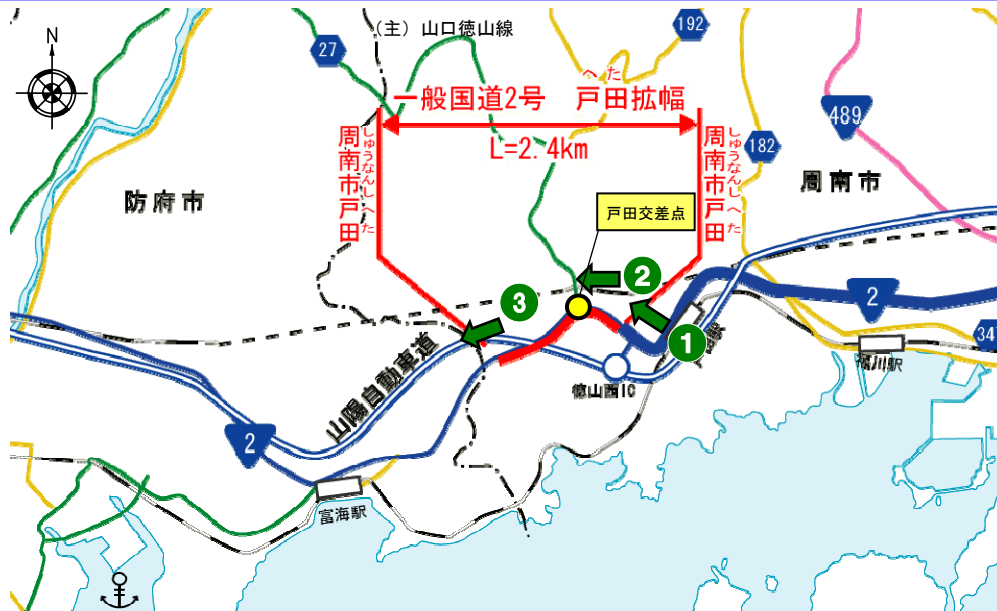 N
(主) 山口徳山線
192
27
へた
一般国道2号 戸田拡幅
L=2.4km
489
182
周南市戸田
しゅうなんしへた
周南市戸田
しゅうなんしへた
防府市
周南市
戸田交差点
2
3
1
2
34
山陽自動車道
徳山西IC
2
富海駅